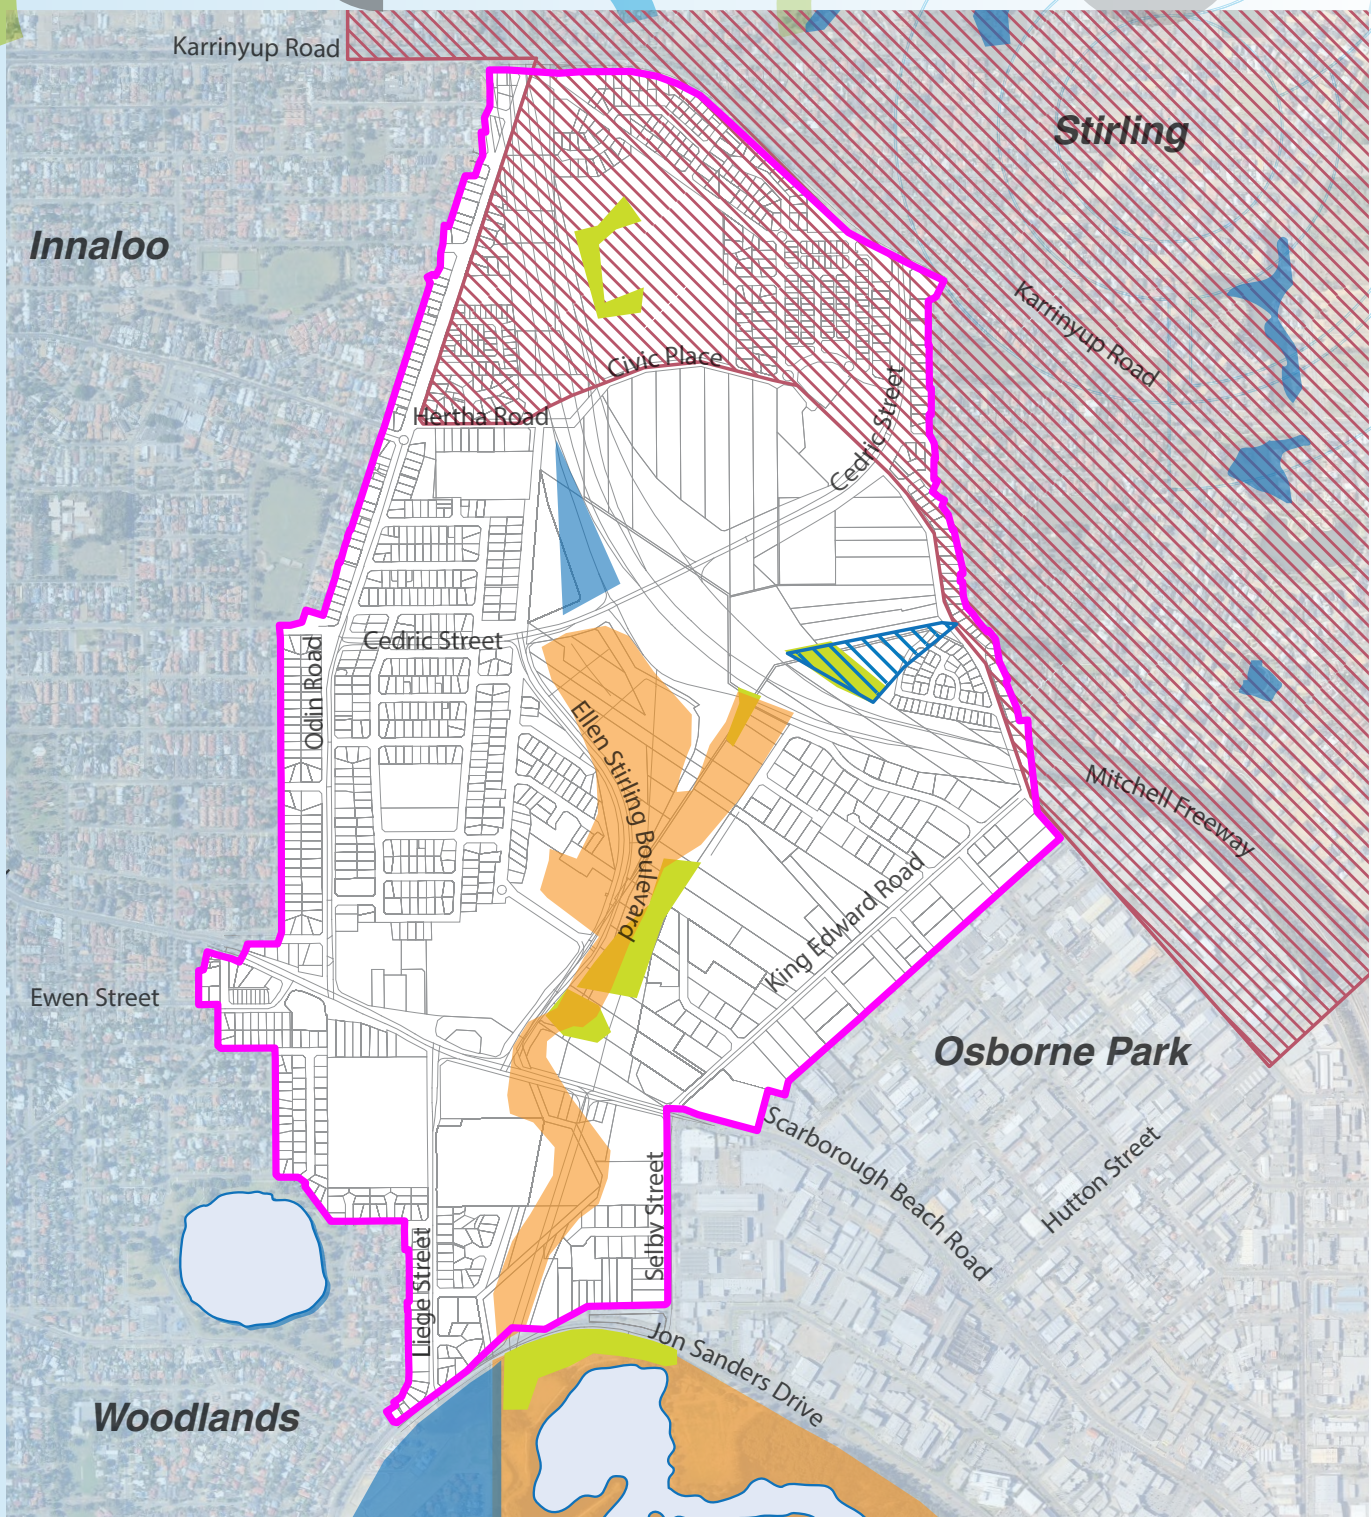 Karrinyup Road
Stirling
Innaloo
Karrinyup Road
Civic Place
Cedric Street
Hertha Road
Cedric Street
Odin Road
Ellen Stirling Boulevard
Mitchell Freeway
King Edward Road
Ewen Street
Osborne Park
Scarborough Beach Road
Hutton Street
Selby Street
Liege Street
Jon Sanders Drive
Woodlands